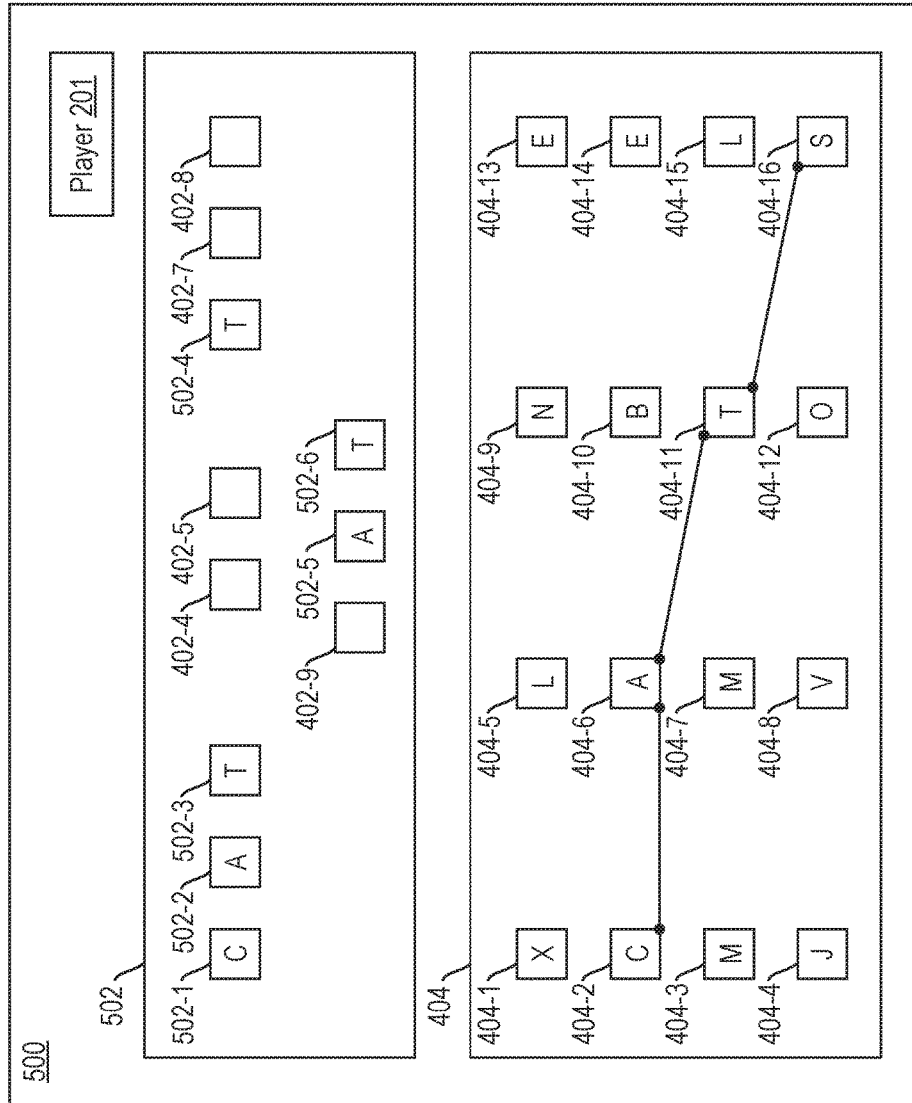 500
Player 201
502
502-1 502-2 502-3 402-4 402-5 502-4 402-7 402-8
C A T T
402-9 502-5 502-6
A T
404
404-1 X 404-5 L 404-9 N 404-13 E
404-2 C 404-6 A 404-10 B 404-14 E
404-3 M 404-7 M 404-11 T 404-15 L
404-4 J 404-8 V 404-12 O 404-16 S